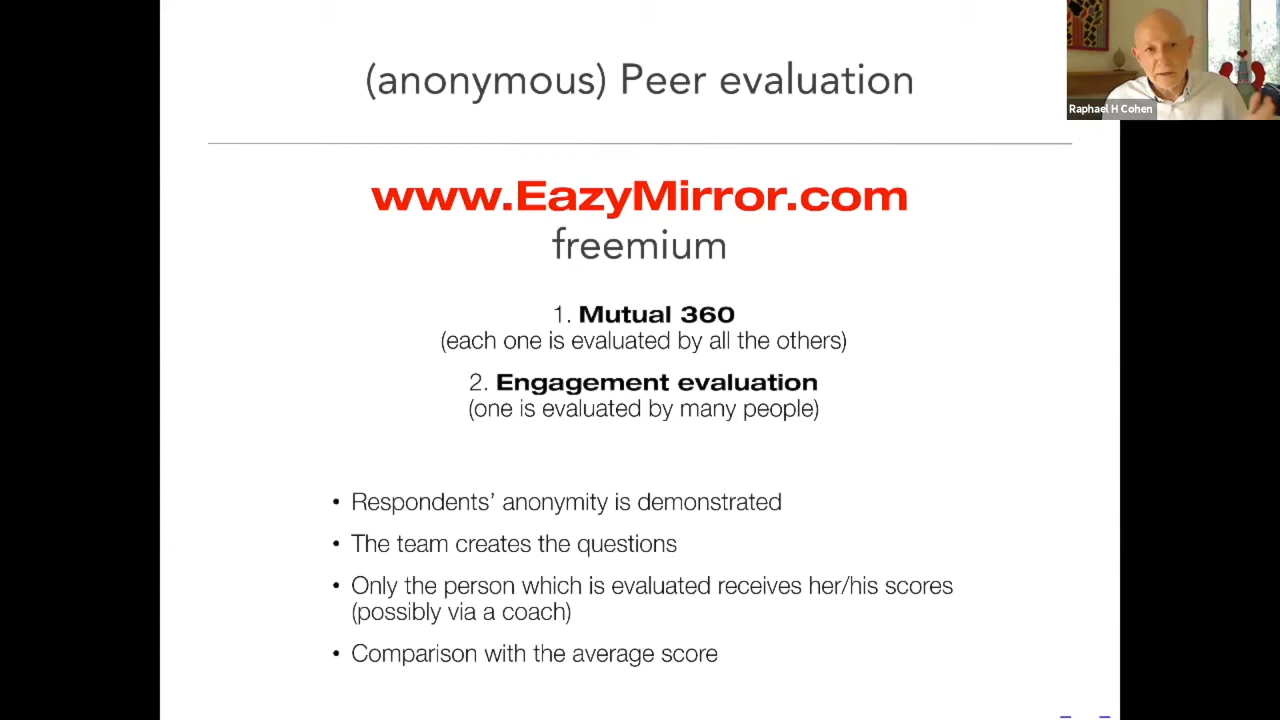 (anonymous) Peer evaluation
Raphael H Cohen
www.EazyMirror.com
freemium
1. Mutual 360
(each one is evaluated by all the others)
2. Engagement evaluation
(one is evaluated by many people)
• Respondents’ anonymity is demonstrated
• The team creates the questions
• Only the person which is evaluated receives her/his scores
(possibly via a coach)
• Comparison with the average score